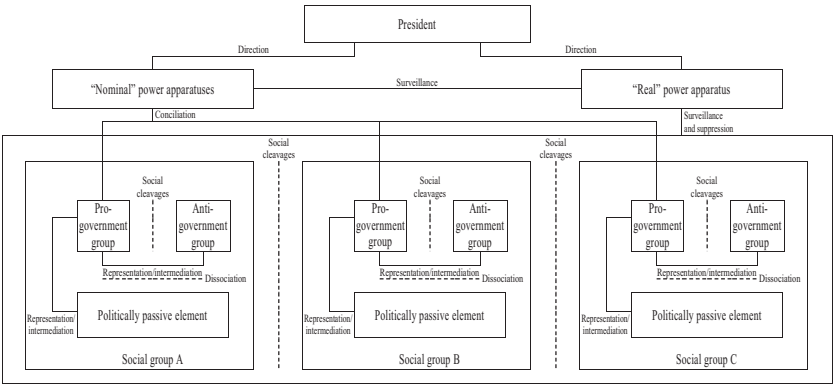 President
Direction
Direction
“Nominal” power apparatuses
Surveillance
“Real” power apparatus
Conciliation
Surveillance
and suppression
Social
cleavages
Social
cleavages
Social
cleavages
Pro-
government
group
Anti-
government
group
Representation/intermediation
Dissociation
Representation/
intermediation
Politically passive element
Social group A
Social
cleavages
Pro-
government
group
Anti-
government
group
Representation/intermediation
Dissociation
Representation/
intermediation
Politically passive element
Social group B
Social
cleavages
Pro-
government
group
Anti-
government
group
Representation/intermediation
Dissociation
Representation/
intermediation
Politically passive element
Social group C